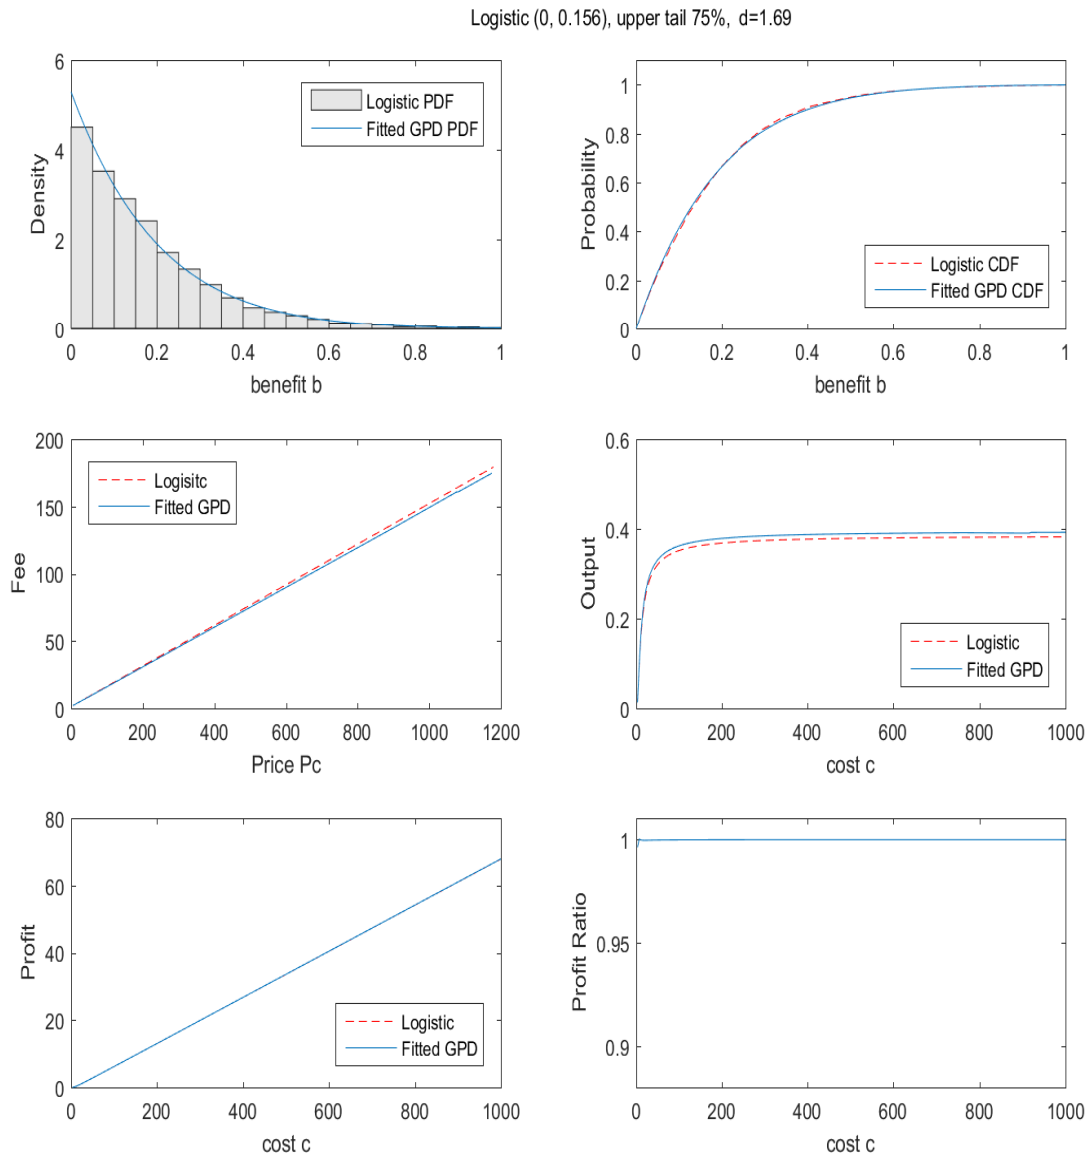 Logistic (0, 0.156), upper tail 75%, d=1.69
6
4
2
0
Density
Logistic PDF
Fitted GPD PDF
0 0.2 0.4 0.6 0.8 1
benefit b
1
0.8
0.6
0.4
0.2
0
Probability
Logistic CDF
Fitted GPD CDF
0 0.2 0.4 0.6 0.8 1
benefit b
200
150
100
50
0
Fee
Logisitc
Fitted GPD
0 200 400 600 800 1000 1200
Price Pc
0.6
0.4
0.2
0
Output
Logistic
Fitted GPD
0 200 400 600 800 1000
cost c
80
60
40
20
0
Profit
Logistic
Fitted GPD
0 200 400 600 800 1000
cost c
1
0.95
0.9
Profit Ratio
0 200 400 600 800 1000
cost c